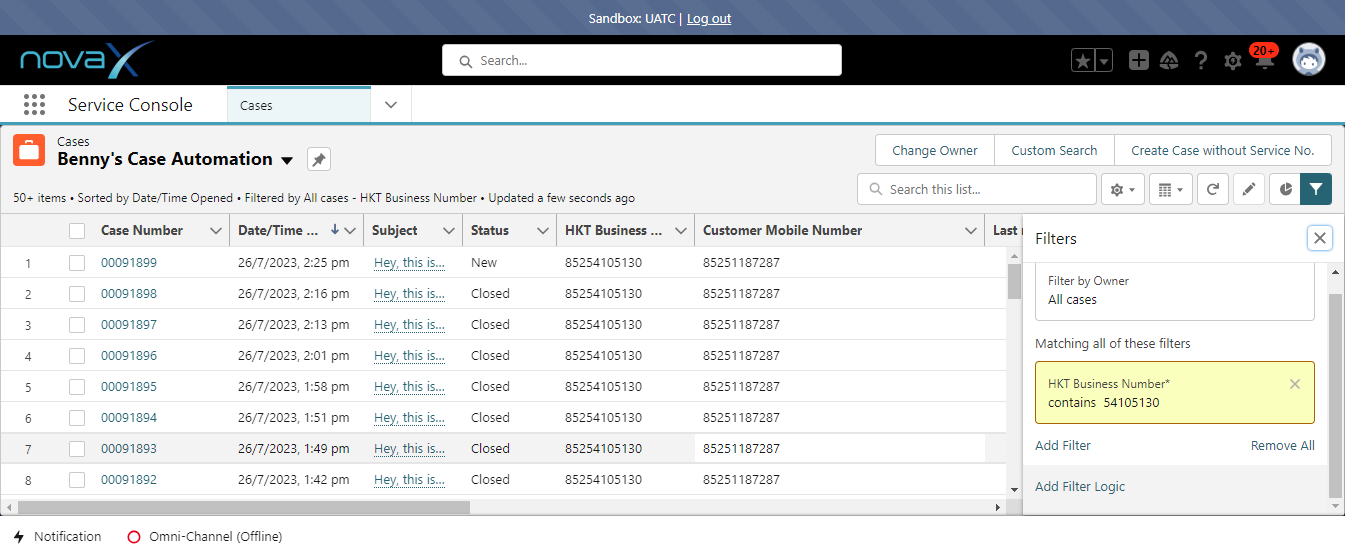 Sandbox: UATC | Log out
novaX
Search...
20+
Service Console
Cases
Cases
Benny's Case Automation
Change Owner
Custom Search
Create Case without Service No.
50+ items • Sorted by Date/Time Opened • Filtered by All cases - HKT Business Number • Updated a few seconds ago
Search this list...
Case Number Date/Time ... Subject Status HKT Business ... Customer Mobile Number Last
1 00091899 26/7/2023, 2:25 pm Hey, this is... New 85254105130 85251187287
2 00091898 26/7/2023, 2:16 pm Hey, this is... Closed 85254105130 85251187287
3 00091897 26/7/2023, 2:13 pm Hey, this is... Closed 85254105130 85251187287
4 00091896 26/7/2023, 2:01 pm Hey, this is... Closed 85254105130 85251187287
5 00091895 26/7/2023, 1:58 pm Hey, this is... Closed 85254105130 85251187287
6 00091894 26/7/2023, 1:51 pm Hey, this is... Closed 85254105130 85251187287
7 00091893 26/7/2023, 1:49 pm Hey, this is... Closed 85254105130 85251187287
8 00091892 26/7/2023, 1:42 pm Hey, this is... Closed 85254105130 85251187287
Filters
Filter by Owner
All cases
Matching all of these filters
HKT Business Number*
contains 54105130
Add Filter Remove All
Add Filter Logic
Notification
Omni-Channel (Offline)